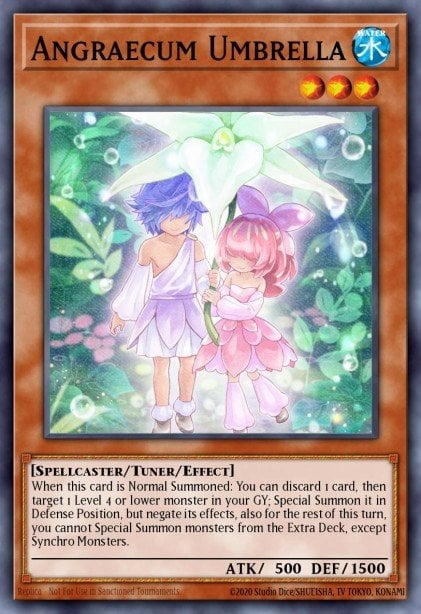 ANGRAECUM UMBRELLA
WATER
水
[SPELLCASTER/TUNER/EFFECT]
When this card is Normal Summoned: You can discard 1 card, then
target 1 Level 4 or lower monster in your GY; Special Summon it in
Defense Position, but negate its effects, also for the rest of this turn,
you cannot Special Summon monsters from the Extra Deck, except
Synchro Monsters.
ATK/ 500 DEF/1500
Replica - Not For Use in Sanctioned Tournaments. ©2020 Studio Dice/SHUEISHA, TV TOKYO, KONAMI